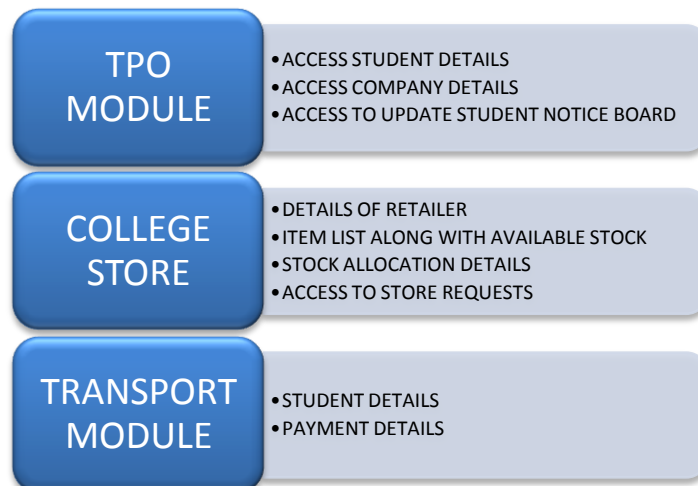 TPO
MODULE
•ACCESS STUDENT DETAILS
•ACCESS COMPANY DETAILS
•ACCESS TO UPDATE STUDENT NOTICE BOARD
COLLEGE
STORE
•DETAILS OF RETAILER
•ITEM LIST ALONG WITH AVAILABLE STOCK
•STOCK ALLOCATION DETAILS
•ACCESS TO STORE REQUESTS
TRANSPORT
MODULE
•STUDENT DETAILS
•PAYMENT DETAILS